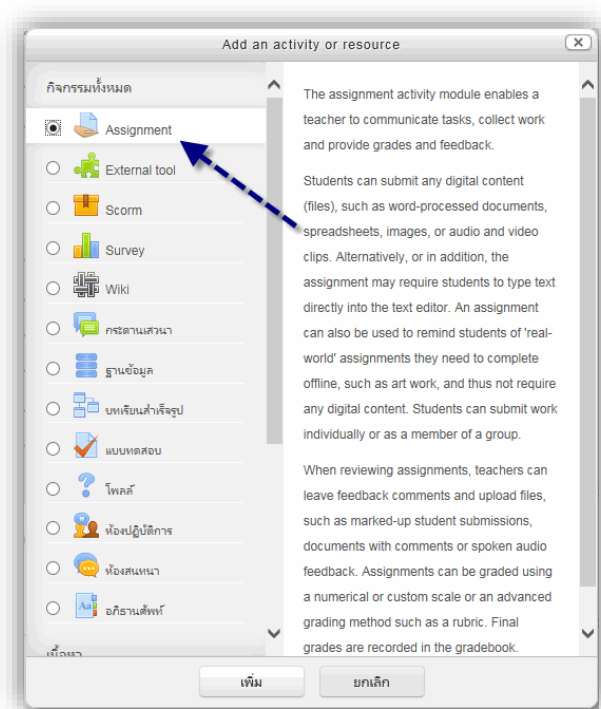 Add an activity or resource
กิจกรรมทั้งหมด
Assignment
External tool
Scorm
Survey
Wiki
กระดานเสวนา
ฐานข้อมูล
บทเรียนสำเร็จรูป
แบบทดสอบ
โพลล์
ห้องปฏิบัติการ
ห้องสนทนา
อภิธานศัพท์
เนื้อหา
The assignment activity module enables a
teacher to communicate tasks, collect work
and provide grades and feedback.
Students can submit any digital content
(files), such as word-processed documents,
spreadsheets, images, or audio and video
clips. Alternatively, or in addition, the
assignment may require students to type text
directly into the text editor. An assignment
can also be used to remind students of 'real-
world' assignments they need to complete
offline, such as art work, and thus not require
any digital content. Students can submit work
individually or as a member of a group.
When reviewing assignments, teachers can
leave feedback comments and upload files,
such as marked-up student submissions,
documents with comments or spoken audio
feedback. Assignments can be graded using
a numerical or custom scale or an advanced
grading method such as a rubric. Final
grades are recorded in the gradebook.
เพิ่ม
ยกเลิก